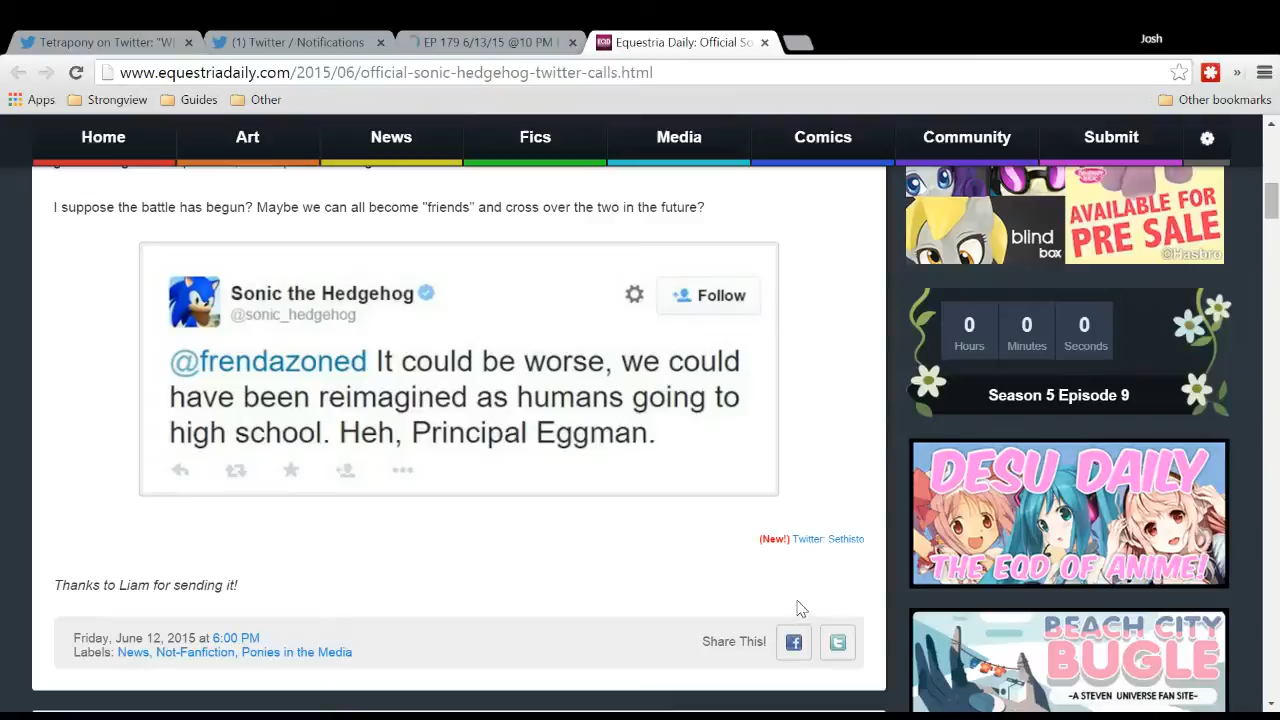 Josh
Tetrapony on Twitter: "W
(1) Twitter / Notifications
EP 179 6/13/15 @10 PM
Equestria Daily: Official So
www.equestriadaily.com/2015/06/official-sonic-hedgehog-twitter-calls.html
Apps Strongview Guides Other Other bookmarks
Home Art News Fics Media Comics Community Submit
I suppose the battle has begun? Maybe we can all become "friends" and cross over the two in the future?
Sonic the Hedgehog
@sonic_hedgehog
Follow
@frendazoned It could be worse, we could
have been reimagined as humans going to
high school. Heh, Principal Eggman.
(New!) Twitter: Sethisto
Thanks to Liam for sending it!
Friday, June 12, 2015 at 6:00 PM
Labels: News, Not-Fanfiction, Ponies in the Media
Share This!
blind
box
AVAILABLE FOR
PRE SALE
@Hasbro
0 0 0
Hours Minutes Seconds
Season 5 Episode 9
DESU DAILY
THE EQD OF ANIME!
BEACH CITY
BUGLE
~A STEVEN UNIVERSE FAN SITE~